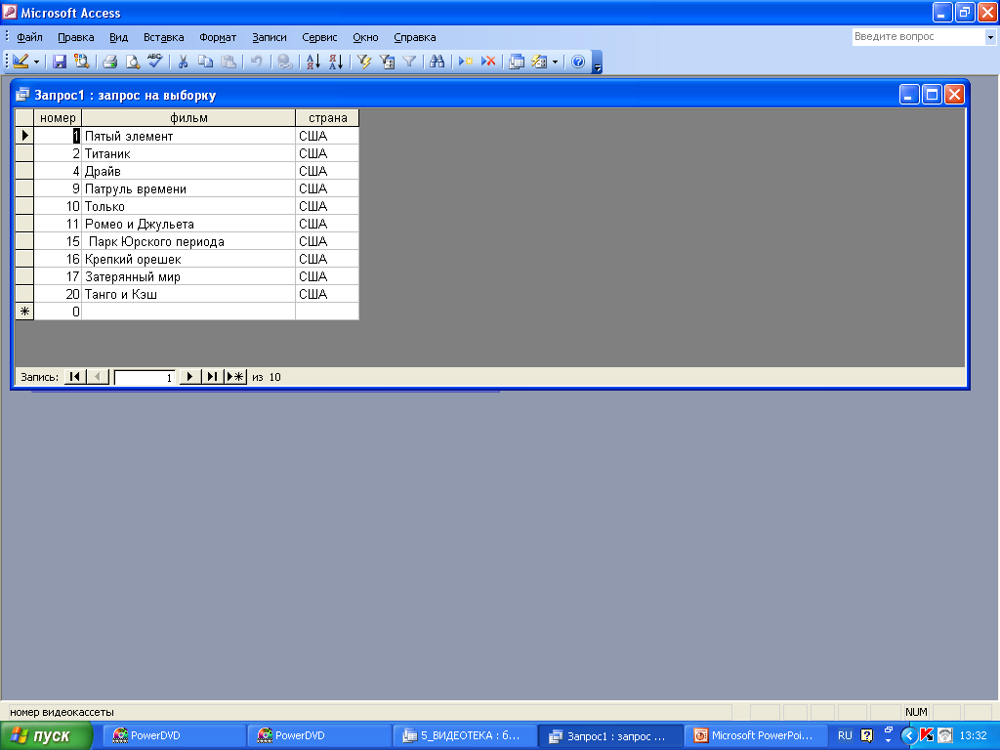 Microsoft Access
Файл Правка Вид Вставка Формат Записи Сервис Окно Справка Введите вопрос
Запрос1 : запрос на выборку
номер фильм страна
1 Пятый элемент США
2 Титаник США
4 Драйв США
9 Патруль времени США
10 Только США
11 Ромео и Джульета США
15 Парк Юрского периода США
16 Крепкий орешек США
17 Затерянный мир США
20 Танго и Кэш США
0
Запись: 1 из 10
номер видеокассеты NUM
пуск PowerDVD PowerDVD 5_ВИДЕОТЕКА : б... Запрос1 : запрос ... Microsoft PowerPoi... RU 13:32